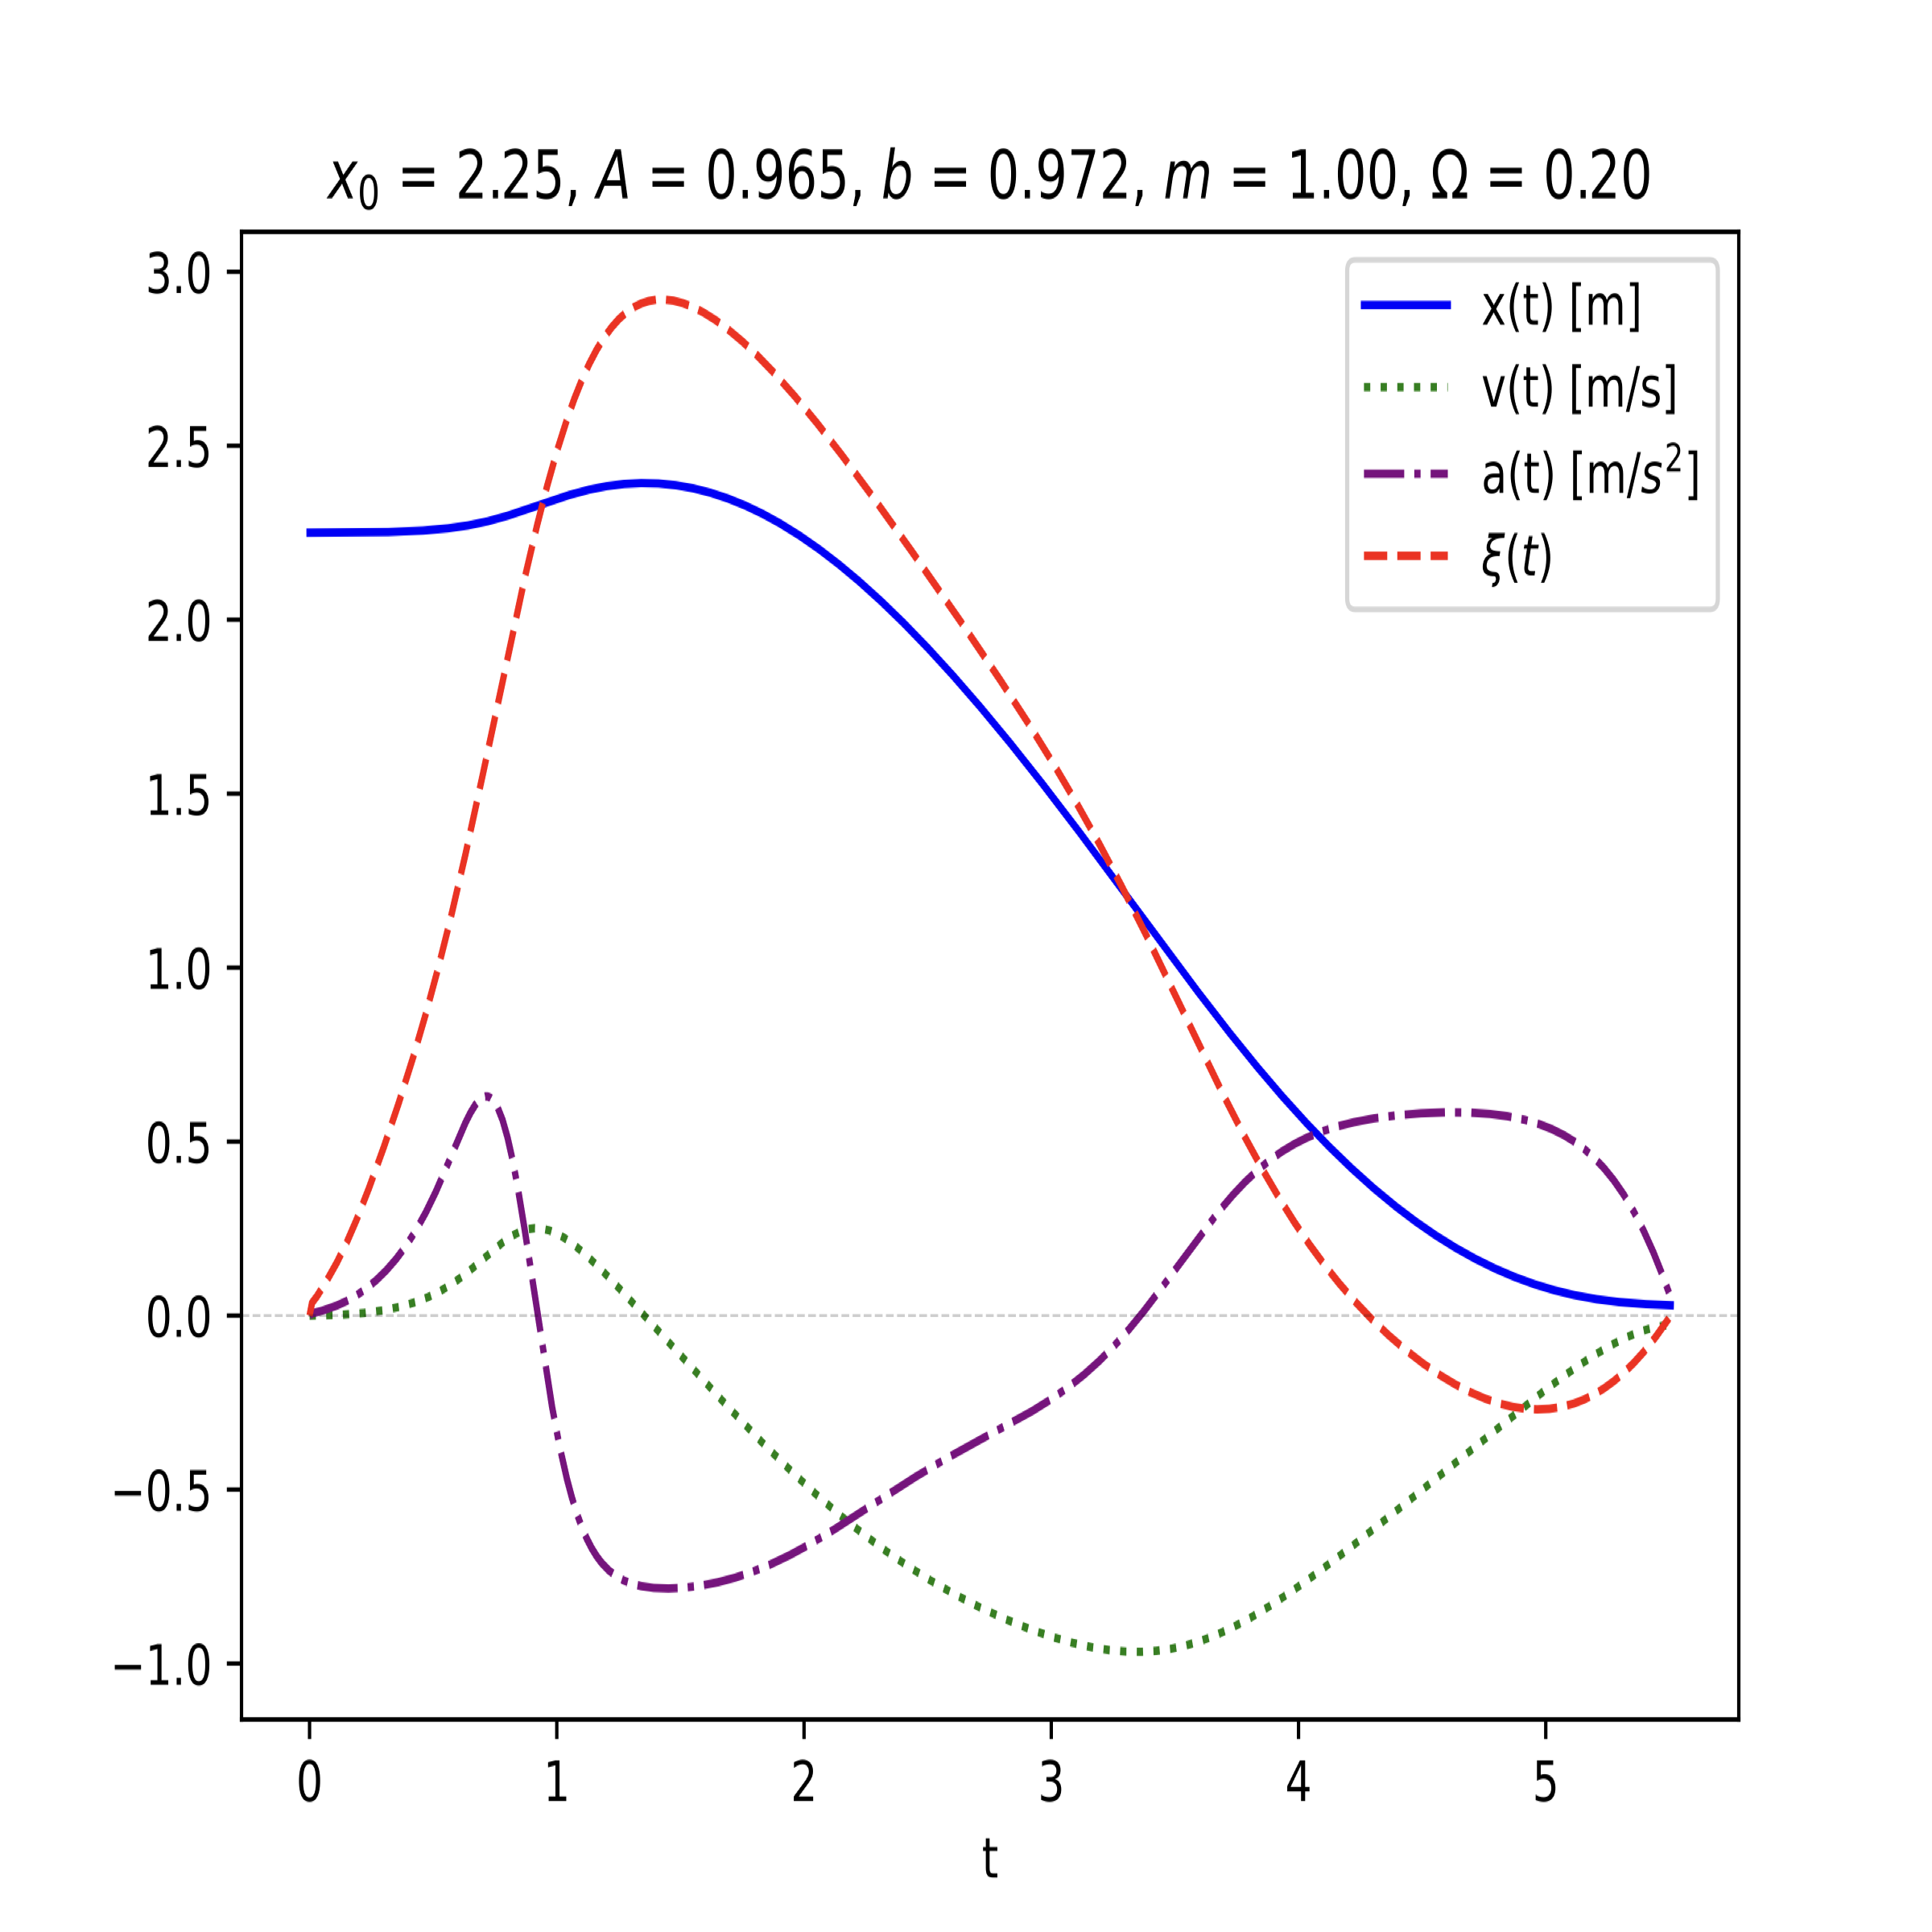 x₀ = 2.25, A = 0.965, b = 0.972, m = 1.00, Ω = 0.20
3.0
2.5
2.0
1.5
1.0
0.5
0.0
−0.5
−1.0
x(t) [m]
v(t) [m/s]
a(t) [m/s²]
ξ(t)
0 1 2 3 4 5
t